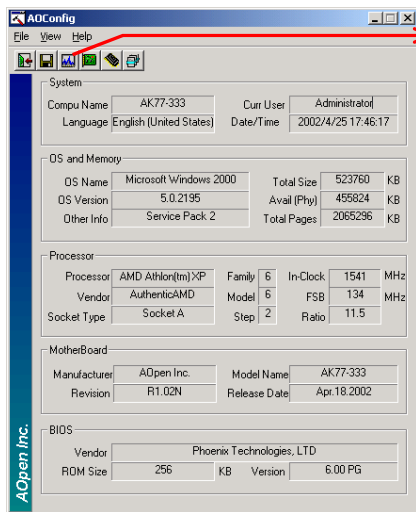 AOConfig
File View Help
System
Compu Name AK77-333 Curr User Administrator
Language English (United States) Date/Time 2002/4/25 17:46:17
OS and Memory
OS Name Microsoft Windows 2000 Total Size 523760 KB
OS Version 5.0.2195 Avail (Phy) 455824 KB
Other Info Service Pack 2 Total Pages 2065296 KB
Processor
Processor AMD Athlon(tm) XP Family 6 In-Clock 1541 MHz
Vendor AuthenticAMD Model 6 FSB 134 MHz
Socket Type Socket A Step 2 Ratio 11.5
MotherBoard
Manufacturer AOpen Inc. Model Name AK77-333
Revision R1.02N Release Date Apr.18.2002
BIOS
Vendor Phoenix Technologies, LTD
ROM Size 256 KB Version 6.00 PG
AOpen Inc.